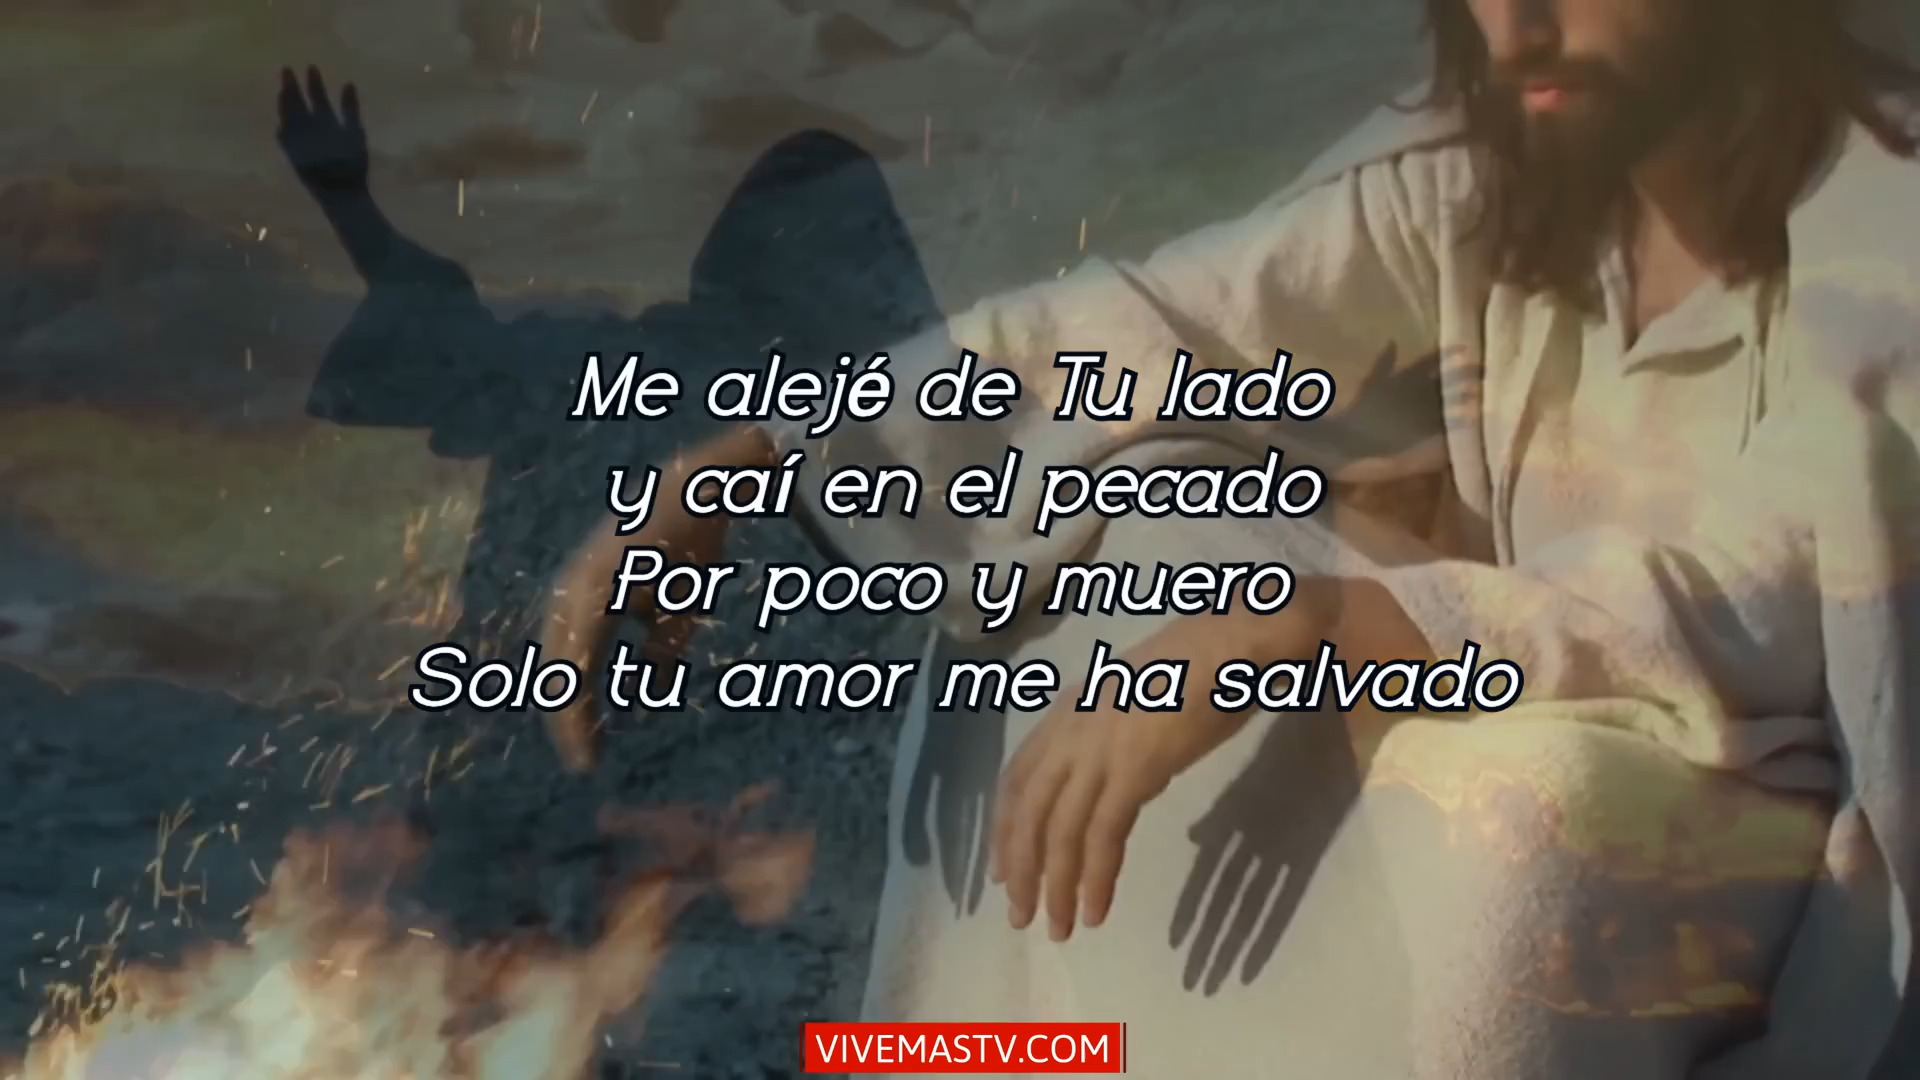 Me alejé de Tu lado
y caí en el pecado
Por poco y muero
Solo tu amor me ha salvado
VIVEMASTV.COM